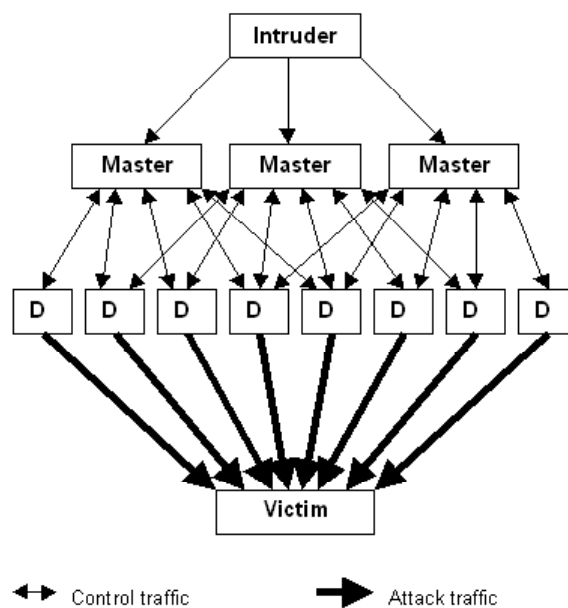 Intruder
Master Master Master
D D D D D D D D
Victim
Control traffic Attack traffic